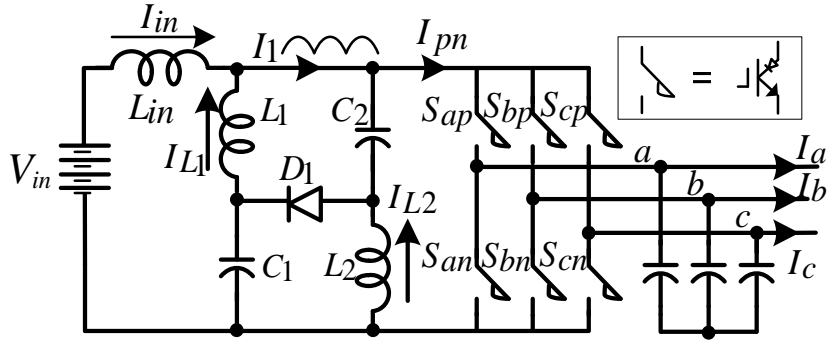 I_in
I_1
I_pn
L_in
L_1
C_2
S_ap
S_bp
S_cp
=
I_L1
V_in
D_1
I_L2
a
I_a
b
I_b
c
C_1
L_2
S_an
S_bn
S_cn
I_c